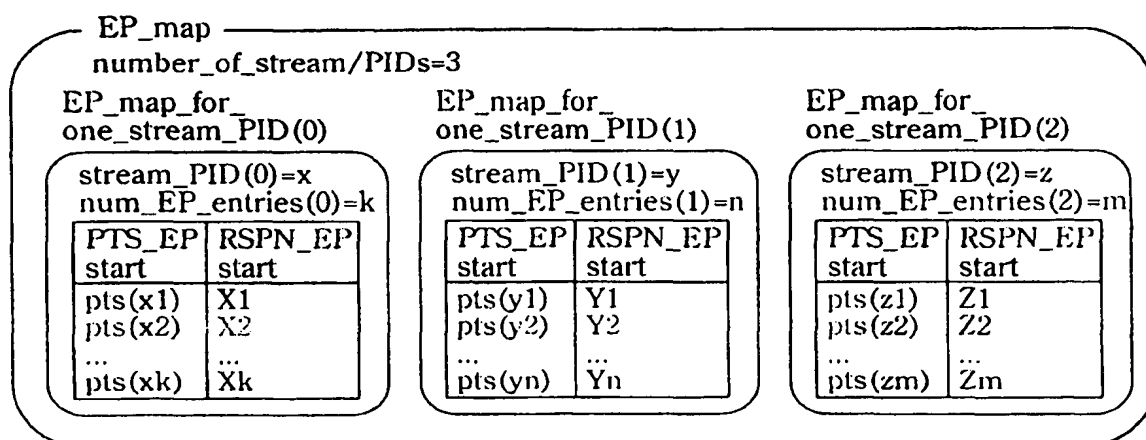 EP_map
number_of_stream/PIDs=3
EP_map_for_
one_stream_PID(0)
stream_PID(0)=x
num_EP_entries(0)=k
PTS_EP RSPN_EP
start start
pts(x1) X1
pts(x2) X2
... ...
pts(xk) Xk
EP_map_for_
one_stream_PID(1)
stream_PID(1)=y
num_EP_entries(1)=n
PTS_EP RSPN_EP
start start
pts(y1) Y1
pts(y2) Y2
... ...
pts(yn) Yn
EP_map_for_
one_stream_PID(2)
stream_PID(2)=z
num_EP_entries(2)=m
PTS_EP RSPN_EP
start start
pts(z1) Z1
pts(z2) Z2
... ...
pts(zm) Zm